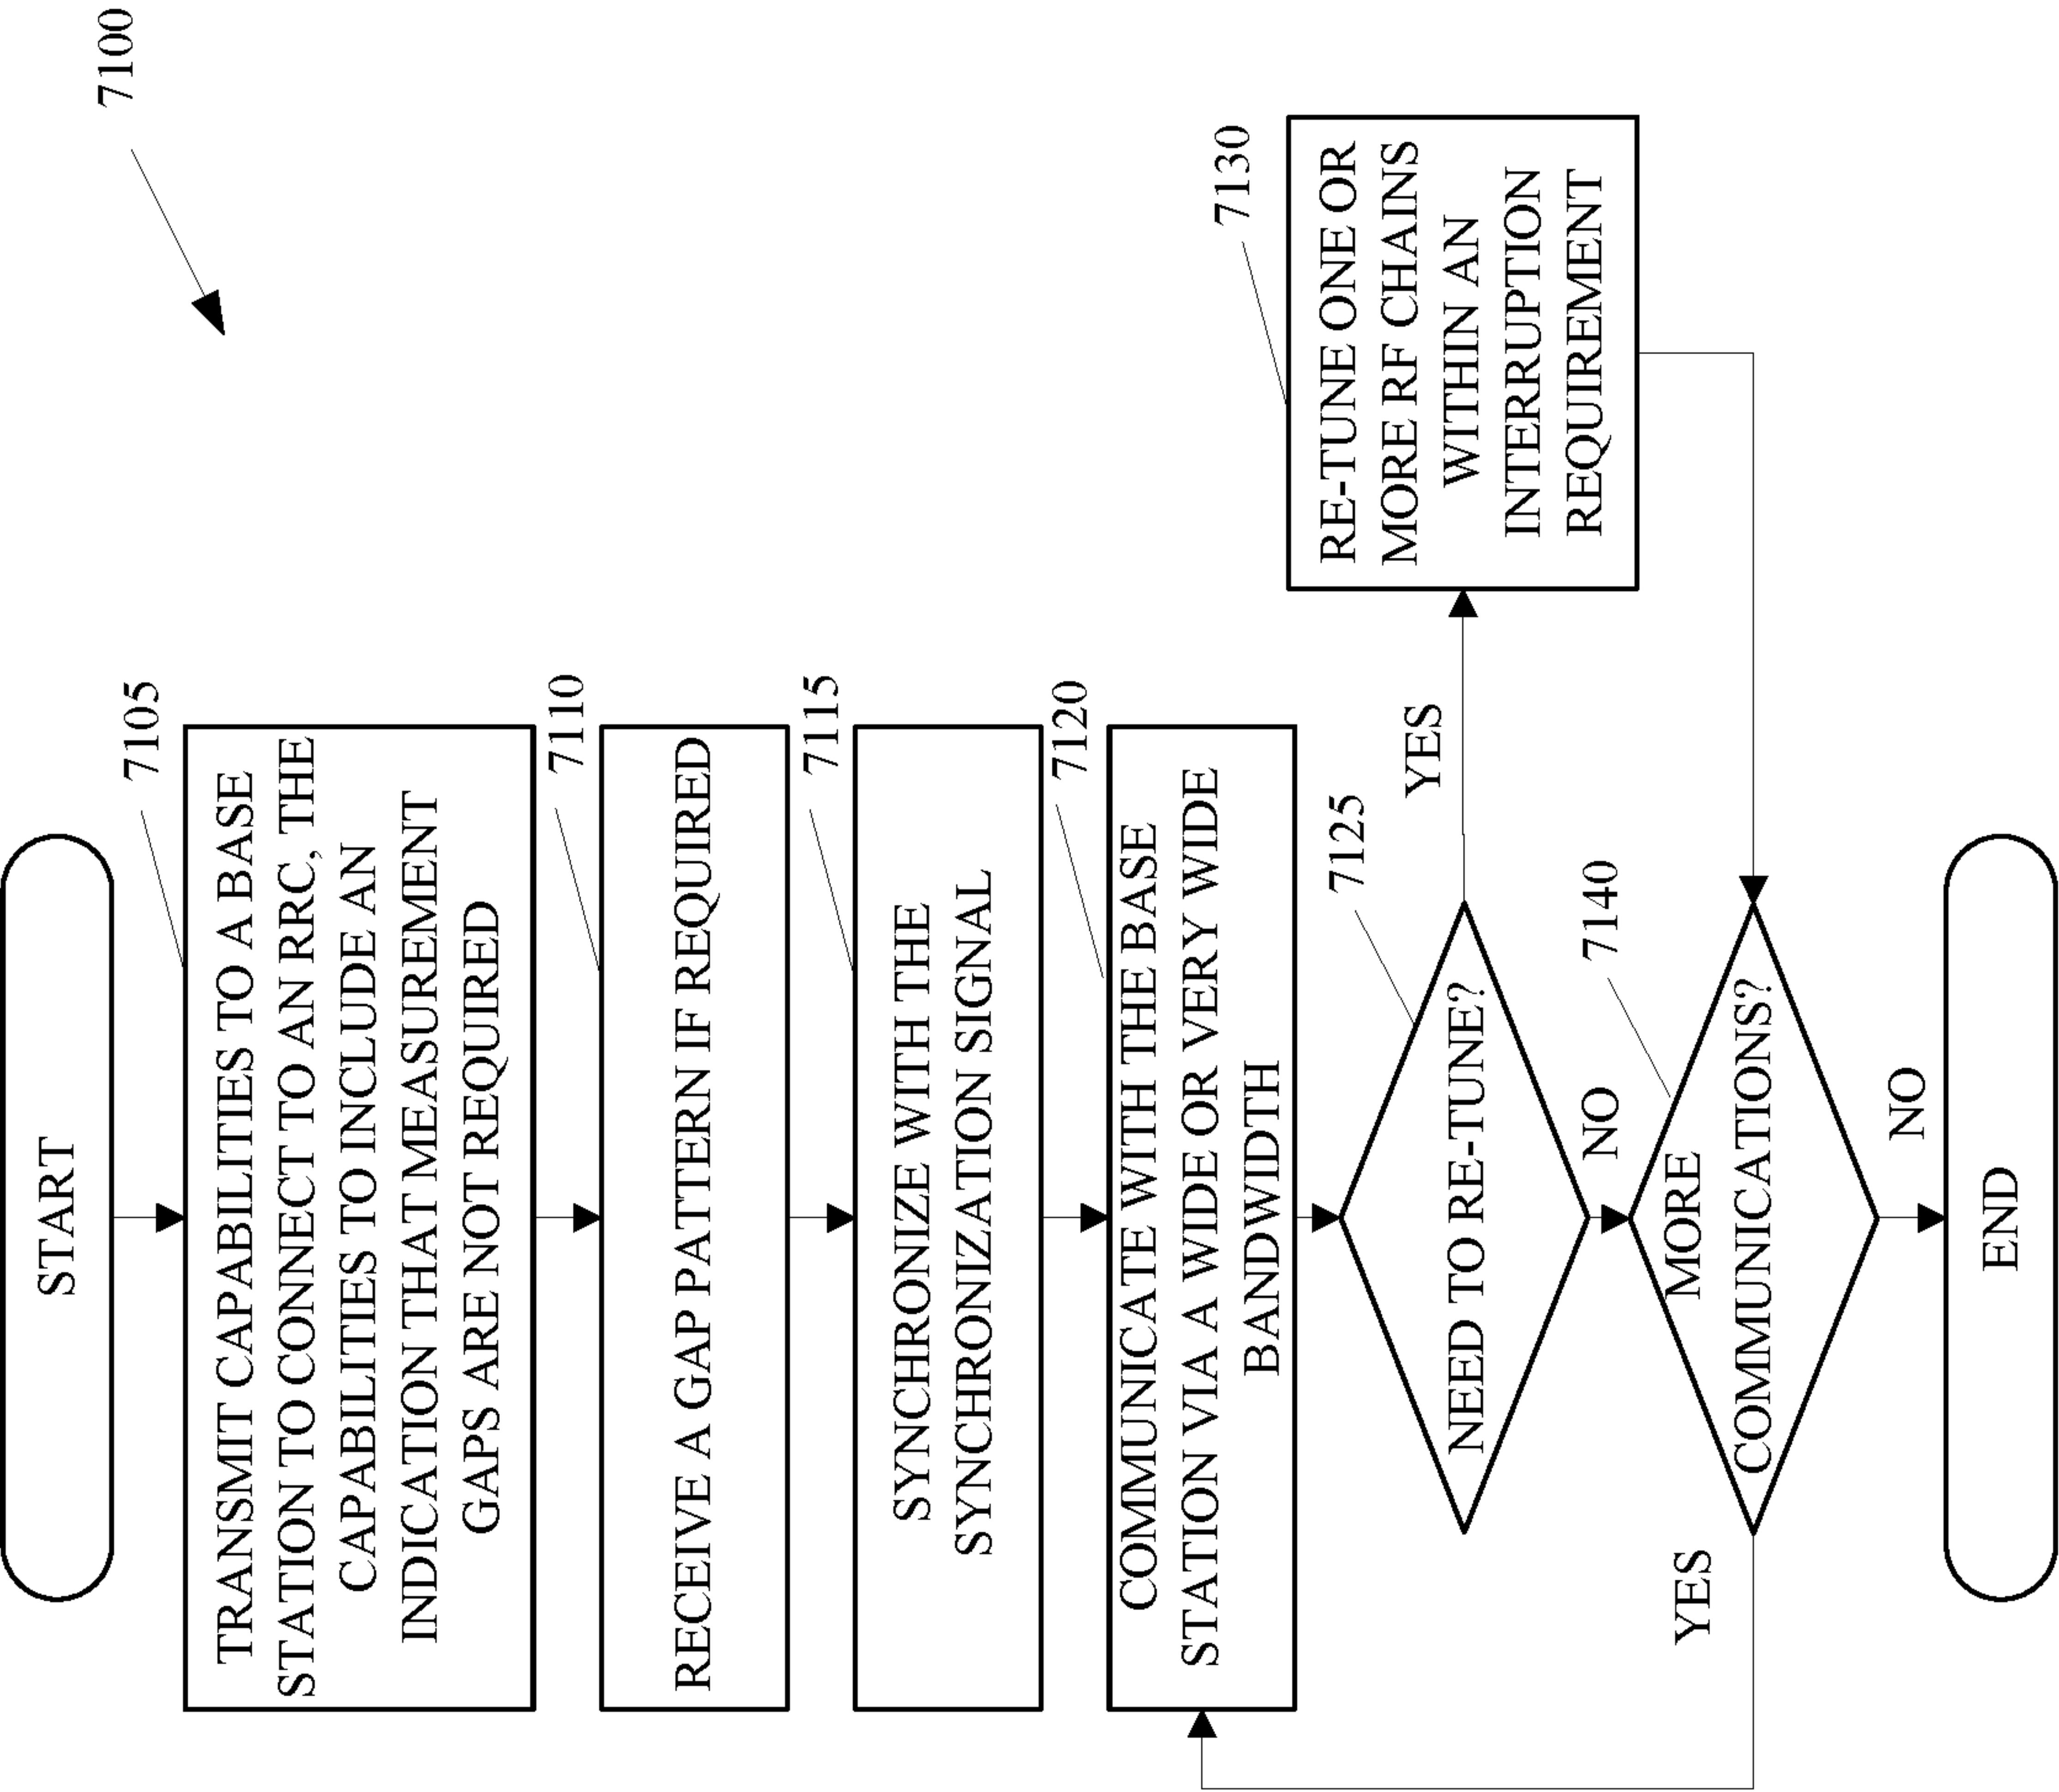 7100
START
7105
TRANSMIT CAPABILITIES TO A BASE
STATION TO CONNECT TO AN RRC, THE
CAPABILITIES TO INCLUDE AN
INDICATION THAT MEASUREMENT
GAPS ARE NOT REQUIRED
7110
RECEIVE A GAP PATTERN IF REQUIRED
7115
SYNCHRONIZE WITH THE
SYNCHRONIZATION SIGNAL
7120
COMMUNICATE WITH THE BASE
STATION VIA A WIDE OR VERY WIDE
BANDWIDTH
7125
NEED TO RE-TUNE?
YES
7130
RE-TUNE ONE OR
MORE RF CHAINS
WITHIN AN
INTERRUPTION
REQUIREMENT
NO
7140
MORE
COMMUNICATIONS?
YES
NO
END